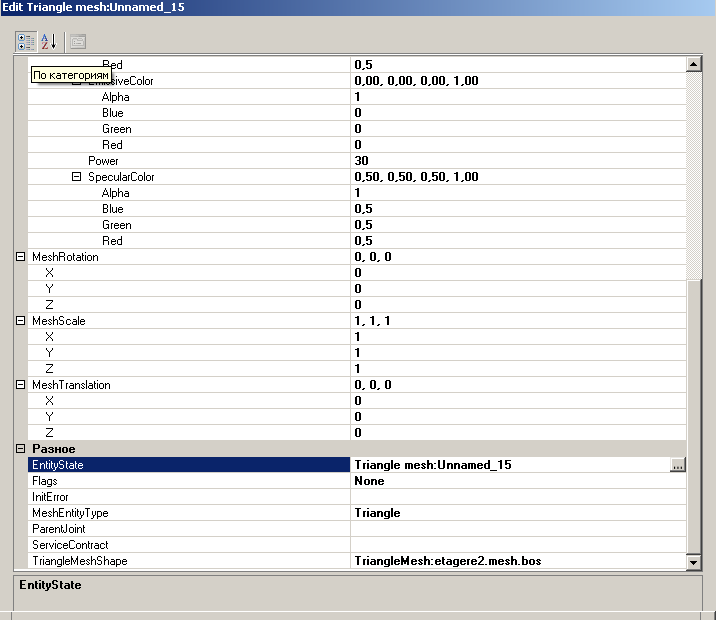 Edit Triangle mesh:Unnamed_15
Red 0,5
По категориям
EmissiveColor 0,00, 0,00, 0,00, 1,00
Alpha 1
Blue 0
Green 0
Red 0
Power 30
SpecularColor 0,50, 0,50, 0,50, 1,00
Alpha 1
Blue 0,5
Green 0,5
Red 0,5
MeshRotation 0, 0, 0
X 0
Y 0
Z 0
MeshScale 1, 1, 1
X 1
Y 1
Z 1
MeshTranslation 0, 0, 0
X 0
Y 0
Z 0
Разное
EntityState Triangle mesh:Unnamed_15 ...
Flags None
InitError
MeshEntityType Triangle
ParentJoint
ServiceContract
TriangleMeshShape TriangleMesh:etagere2.mesh.bos
EntityState